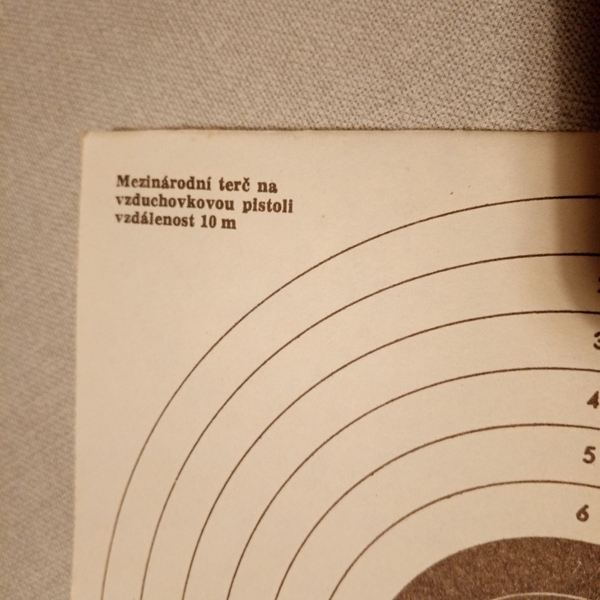 Mezinárodní terč na
vzduchovkovou pistoli
vzdálenost 10 m
3
4
5
6